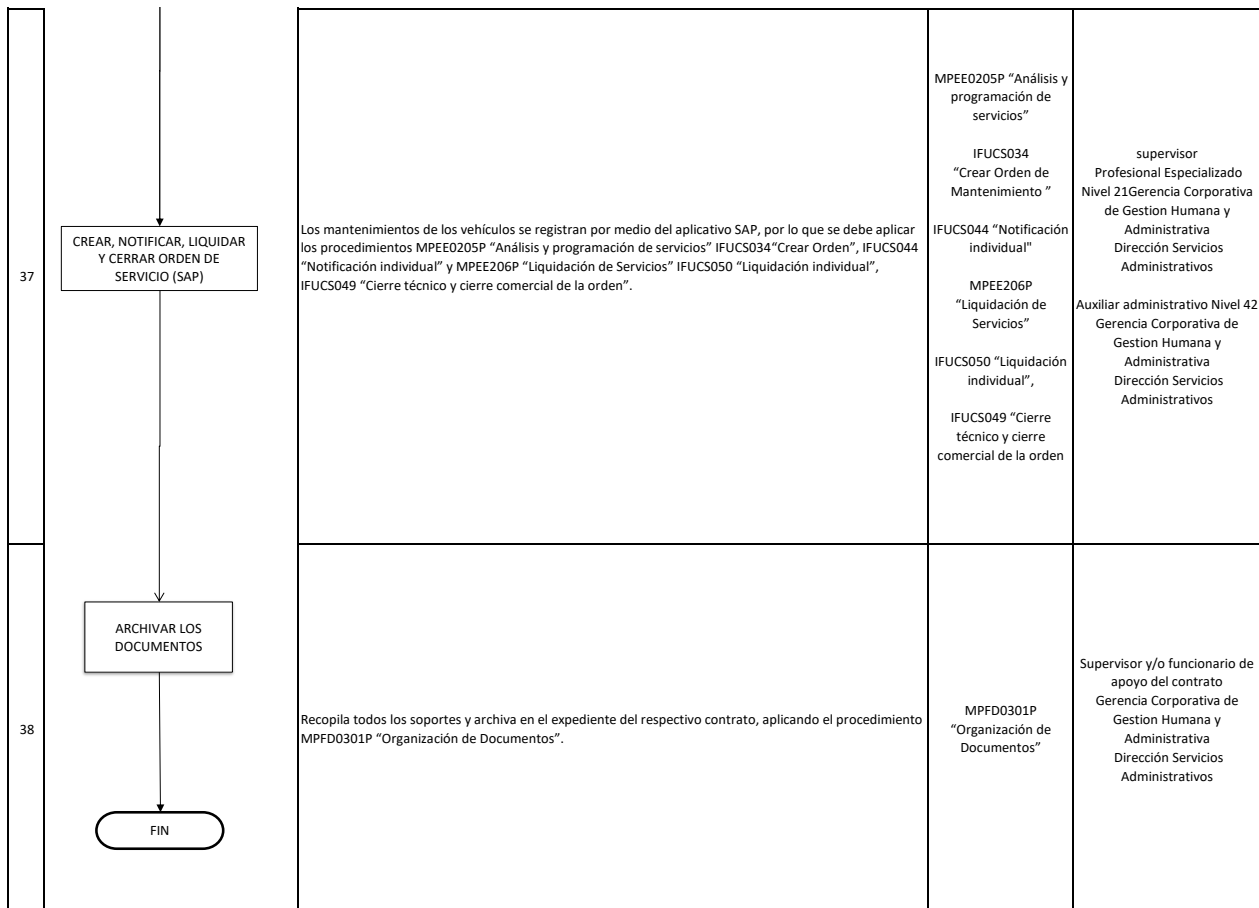 37
CREAR, NOTIFICAR, LIQUIDAR
Y CERRAR ORDEN DE
SERVICIO (SAP)
Los mantenimientos de los vehículos se registran por medio del aplicativo SAP, por lo que se debe aplicar
los procedimientos MPEE0205P “Análisis y programación de servicios” IFUCS034“Crear Orden”, IFUCS044
“Notificación individual” y MPEE206P “Liquidación de Servicios” IFUCS050 “Liquidación individual”,
IFUCS049 “Cierre técnico y cierre comercial de la orden”.
MPEE0205P “Análisis y
programación de
servicios”
IFUCS034
“Crear Orden de
Mantenimiento ”
IFUCS044 “Notificación
individual"
MPEE206P
“Liquidación de
Servicios”
IFUCS050 “Liquidación
individual”,
IFUCS049 “Cierre
técnico y cierre
comercial de la orden
supervisor
Profesional Especializado
Nivel 21Gerencia Corporativa
de Gestion Humana y
Administrativa
Dirección Servicios
Administrativos
Auxiliar administrativo Nivel 42
Gerencia Corporativa de
Gestion Humana y
Administrativa
Dirección Servicios
Administrativos
38
ARCHIVAR LOS
DOCUMENTOS
FIN
Recopila todos los soportes y archiva en el expediente del respectivo contrato, aplicando el procedimiento
MPFD0301P “Organización de Documentos”.
MPFD0301P
“Organización de
Documentos”
Supervisor y/o funcionario de
apoyo del contrato
Gerencia Corporativa de
Gestion Humana y
Administrativa
Dirección Servicios
Administrativos